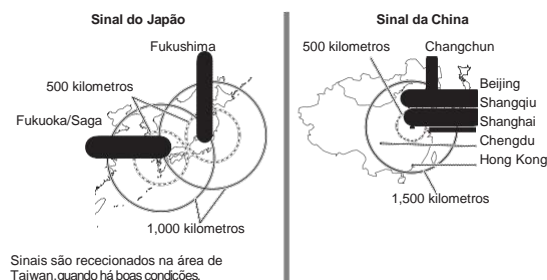 Sinal do Japão
Fukushima
500 kilometros
Fukuoka/Saga
1,000 kilometros
Sinais são rececionados na área de
Taiwan, quando há boas condições.
Sinal da China
500 kilometros
Changchun
Beijing
Shangqiu
Shanghai
Chengdu
Hong Kong
1,500 kilometros